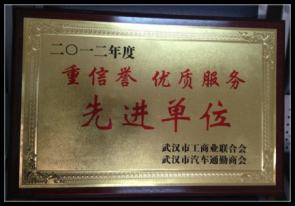 二〇一二年度
重信誉 优质服务
先进单位
武汉市工商业联合会
武汉市汽车通勤商会